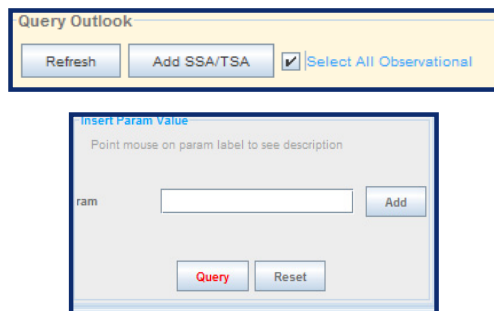 Query Outlook
Refresh Add SSA/TSA Select All Observational
Insert Param Value
Point mouse on param label to see description
ram Add
Query Reset